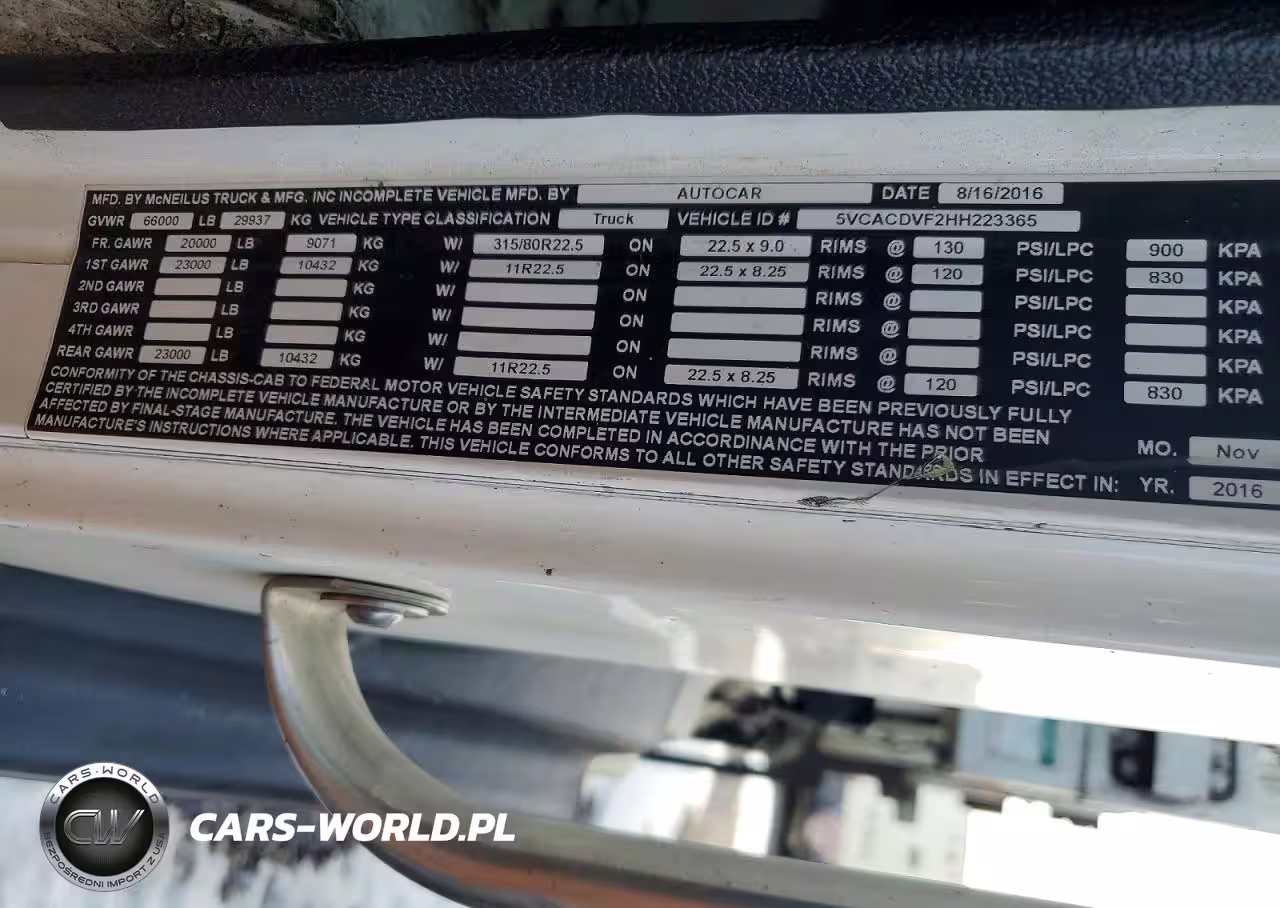 MFD. BY McNEILUS TRUCK & MFG. INC INCOMPLETE VEHICLE MFD. BY AUTOCAR DATE 8/16/2016
GVWR 66000 LB 29937 KG VEHICLE TYPE CLASSIFICATION Truck VEHICLE ID # 5VCACDVF2HH223365
FR. GAWR 20000 LB 9071 KG W/ 315/80R22.5 ON 22.5 x 9.0 RIMS @ 130 PSI/LPC 900 KPA
1ST GAWR 23000 LB 10432 KG W/ 11R22.5 ON 22.5 x 8.25 RIMS @ 120 PSI/LPC 830 KPA
2ND GAWR LB KG W/ ON RIMS @ PSI/LPC KPA
3RD GAWR LB KG W/ ON RIMS @ PSI/LPC KPA
4TH GAWR LB KG W/ ON RIMS @ PSI/LPC KPA
REAR GAWR 23000 LB 10432 KG W/ 11R22.5 ON 22.5 x 8.25 RIMS @ 120 PSI/LPC 830 KPA
CONFORMITY OF THE CHASSIS-CAB TO FEDERAL MOTOR VEHICLE SAFETY STANDARDS WHICH HAVE BEEN PREVIOUSLY FULLY
CERTIFIED BY THE INCOMPLETE VEHICLE MANUFACTURE OR BY THE INTERMEDIATE VEHICLE MANUFACTURE HAS NOT BEEN
AFFECTED BY FINAL-STAGE MANUFACTURE. THE VEHICLE HAS BEEN COMPLETED IN ACCORDINANCE WITH THE PRIOR MO. Nov
MANUFACTURE'S INSTRUCTIONS WHERE APPLICABLE. THIS VEHICLE CONFORMS TO ALL OTHER SAFETY STANDARDS IN EFFECT IN: YR. 2016
CARS-WORLD
CW
BEZPOŚREDNI IMPORT Z USA
CARS-WORLD.PL